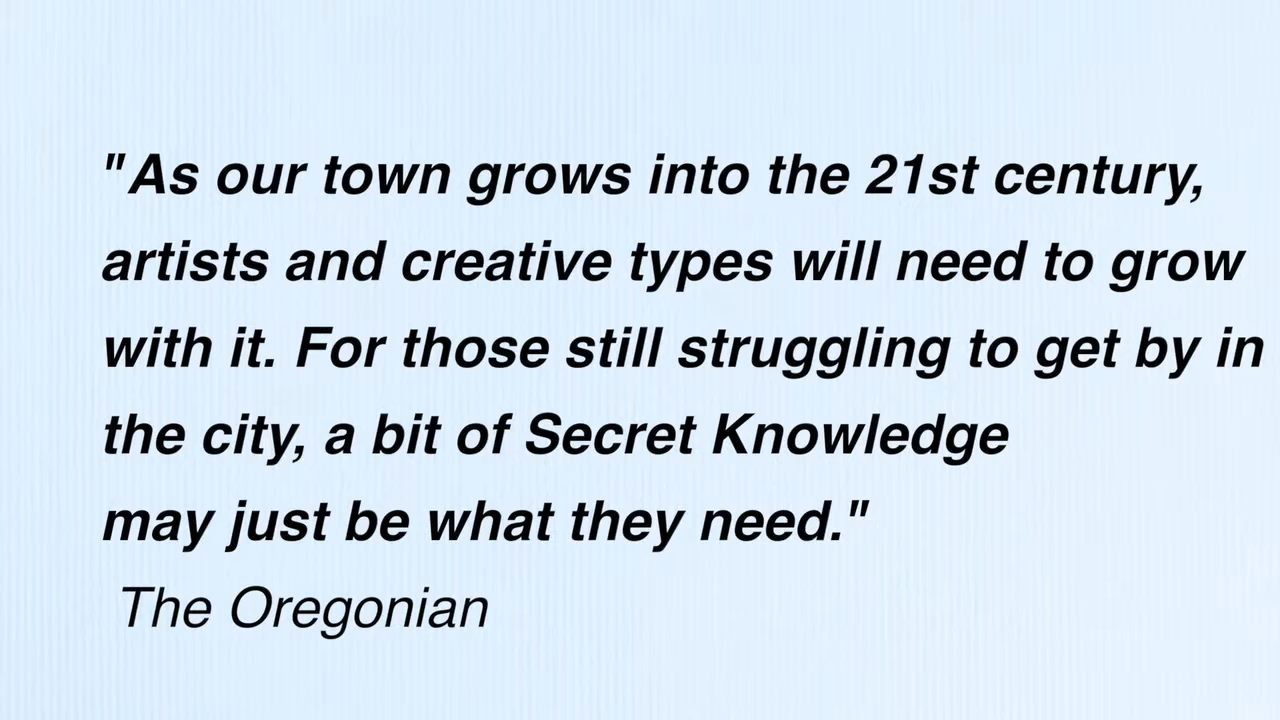 "As our town grows into the 21st century,
artists and creative types will need to grow
with it. For those still struggling to get by in
the city, a bit of Secret Knowledge
may just be what they need."
The Oregonian